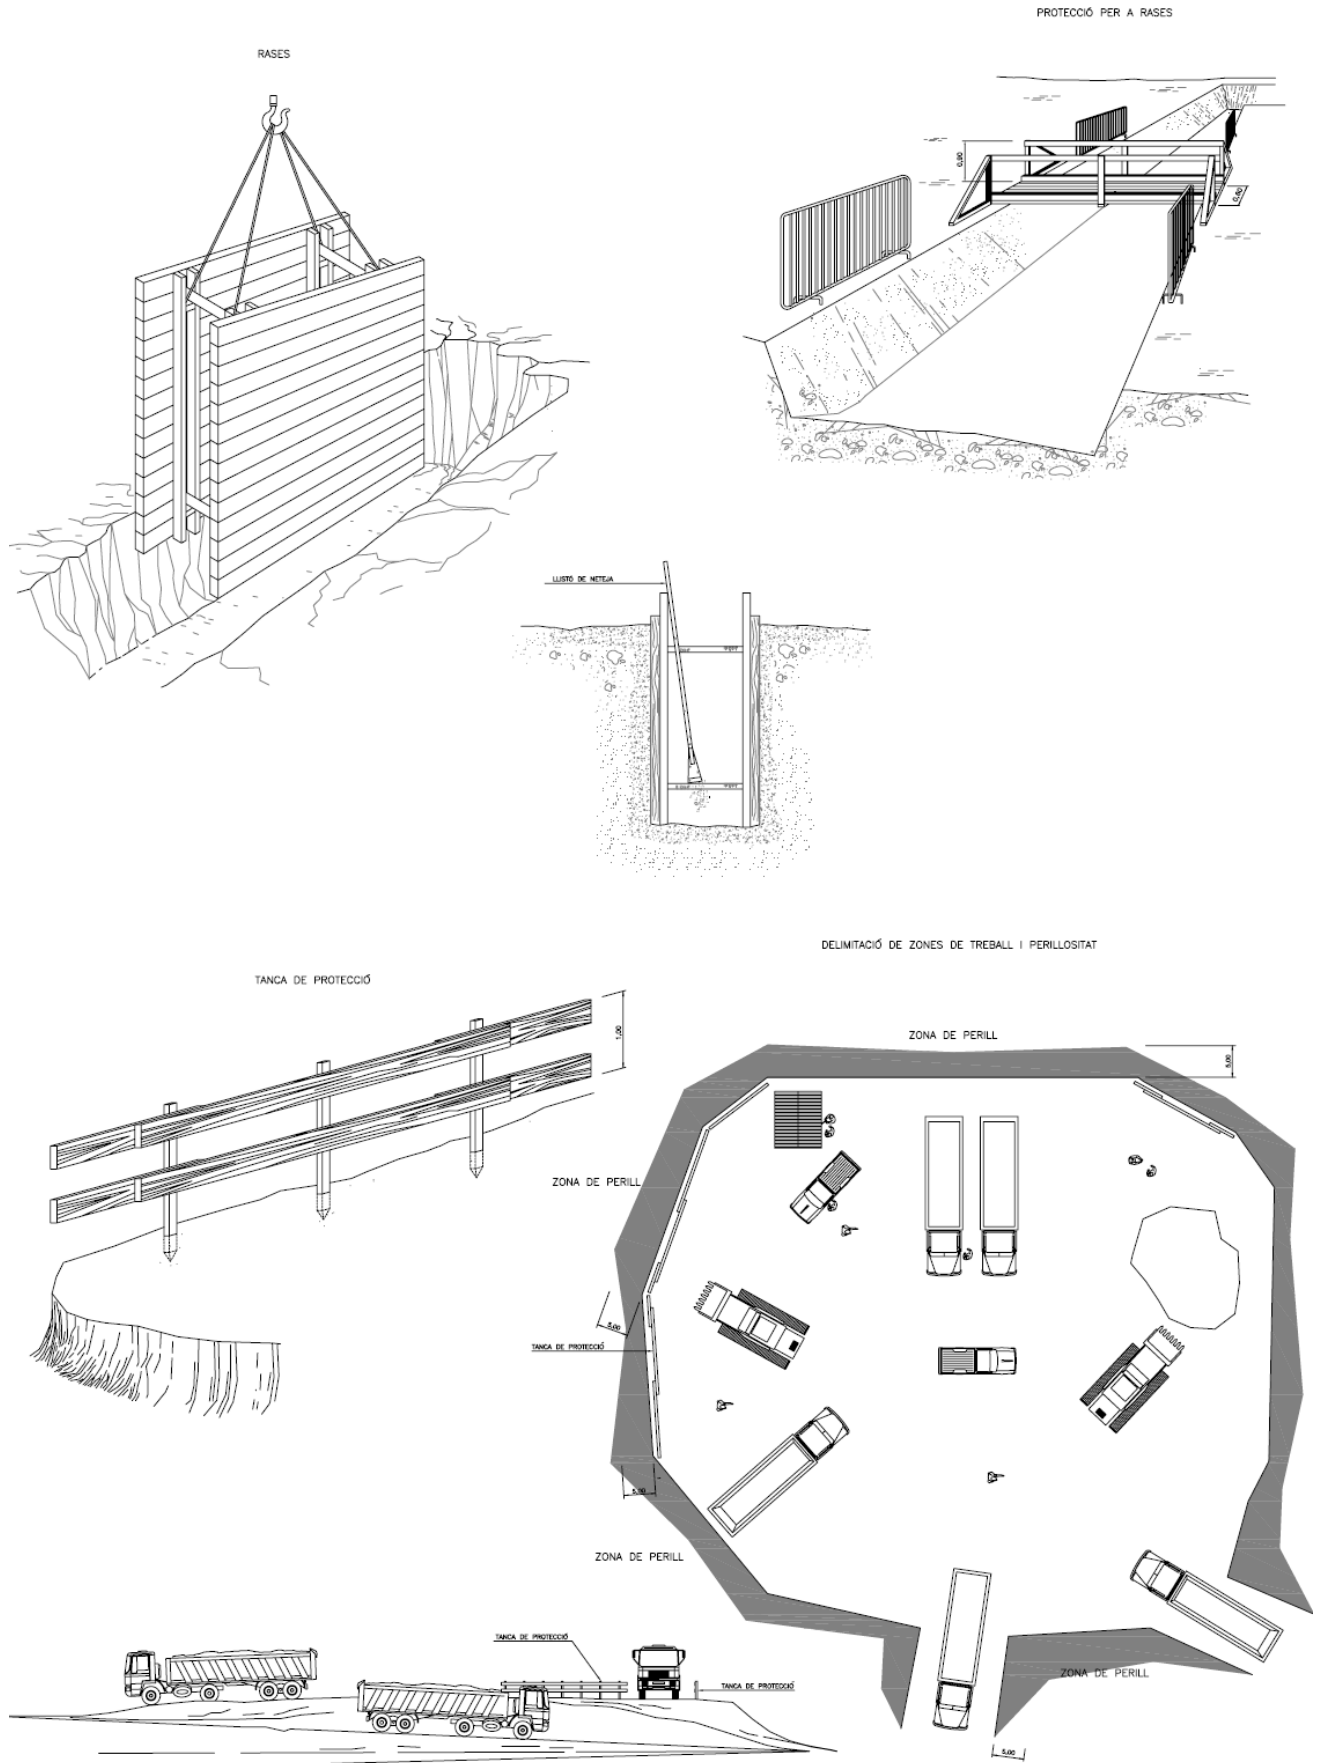 PROTECCIÓ PER A RASES
RASES
0,90
0,60
LLISTÓ DE NETEJA
DELIMITACIÓ DE ZONES DE TREBALL I PERILLOSITAT
TANCA DE PROTECCIÓ
1,00
ZONA DE PERILL
5,00
ZONA DE PERILL
5,00
TANCA DE PROTECCIÓ
5,00
ZONA DE PERILL
TANCA DE PROTECCIÓ
ZONA DE PERILL
TANCA DE PROTECCIÓ
5,00